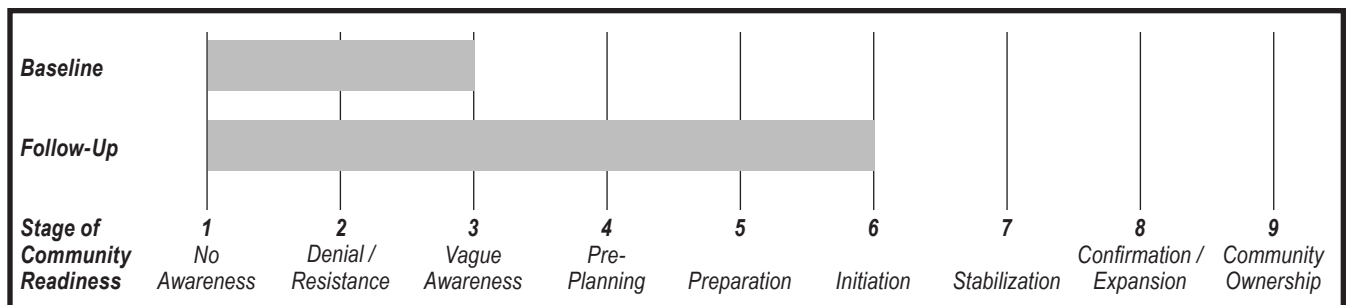 Baseline
Follow-Up
Stage of 1 2 3 4 5 6 7 8 9
Community No Denial / Vague Pre- Confirmation / Community
Readiness Awareness Resistance Awareness Planning Preparation Initiation Stabilization Expansion Ownership